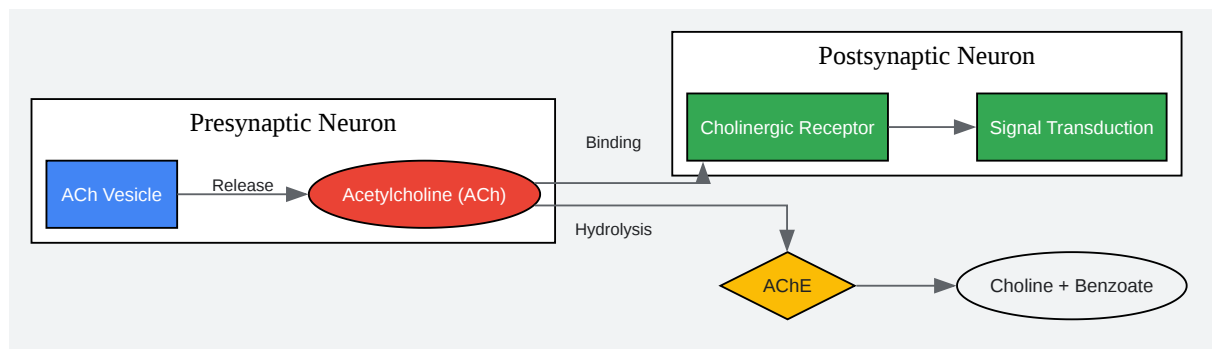 Postsynaptic Neuron
Cholinergic Receptor
Signal Transduction
Presynaptic Neuron
ACh Vesicle
Release
Acetylcholine (ACh)
Binding
Hydrolysis
AChE
Choline + Benzoate